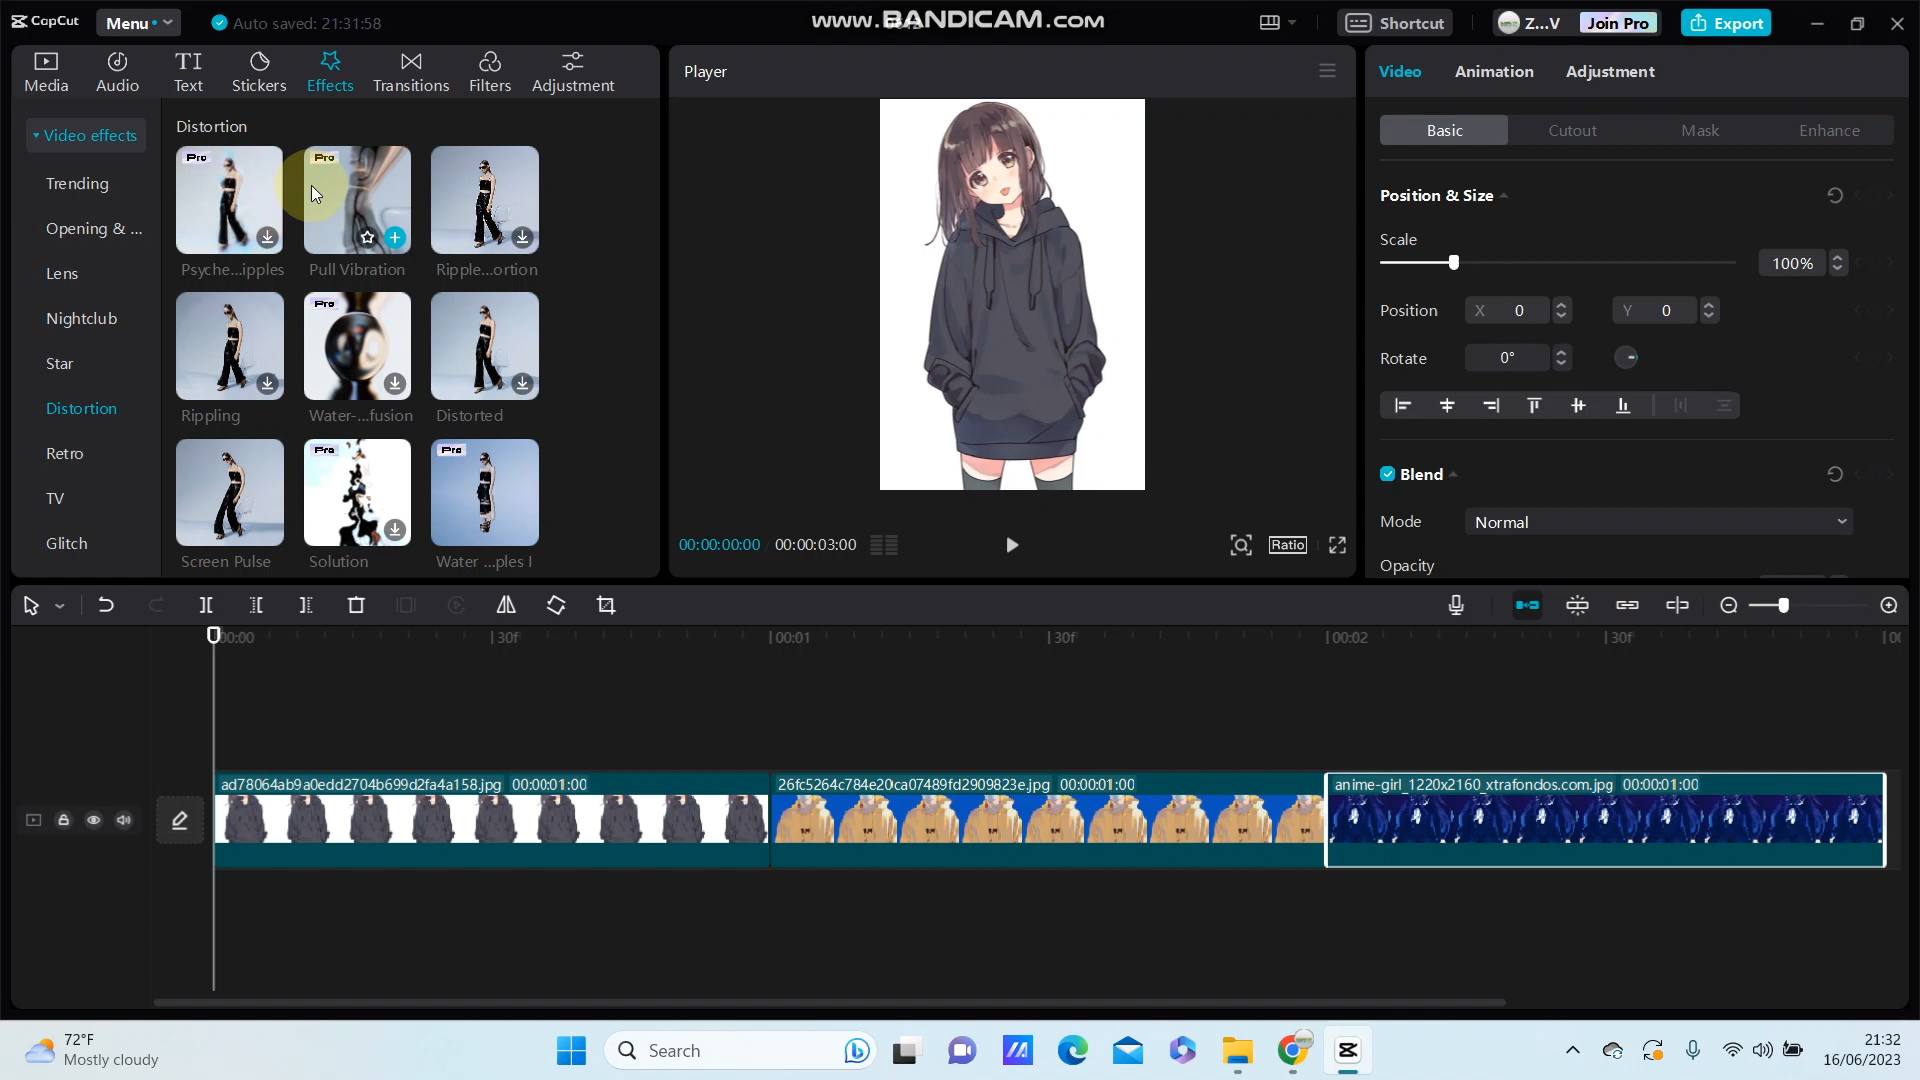 CapCut
Menu
Auto saved: 21:31:58
www.BANDICAM.com
Shortcut
Z...V
Join Pro
Export
Media
Audio
Text
Stickers
Effects
Transitions
Filters
Adjustment
Video effects
Trending
Opening & ...
Lens
Nightclub
Star
Distortion
Retro
TV
Glitch
Distortion
Pro
Pro
Psyche...ipples
Pull Vibration
Ripple...ortion
Pro
Rippling
Water-...fusion
Distorted
Pro
Pro
Screen Pulse
Solution
Water ...ples I
Player
00:00:00:00
00:00:03:00
Ratio
Video
Animation
Adjustment
Basic
Cutout
Mask
Enhance
Position & Size
Scale
100%
Position
X 0
Y 0
Rotate
0°
Blend
Mode
Normal
Opacity
00:00
30f
00:01
30f
00:02
30f
ad78064ab9a0edd2704b699d2fa4a158.jpg 00:00:01:00
26fc5264c784e20ca07489fd2909823e.jpg 00:00:01:00
anime-girl_1220x2160_xtrafondos.com.jpg 00:00:01:00
72°F
Mostly cloudy
Search
21:32
16/06/2023